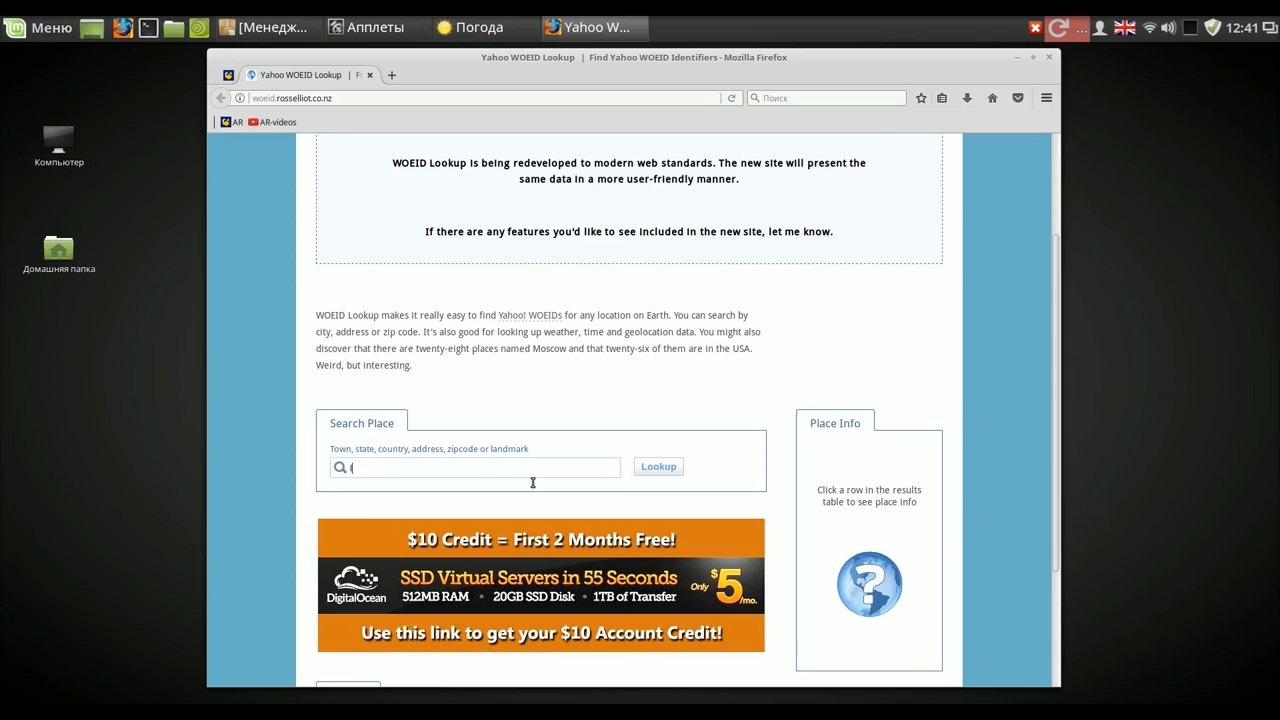 Меню
[Менедж...
Апплеты
Погода
Yahoo W...
...
12:41
Yahoo WOEID Lookup | Find Yahoo WOEID Identifiers - Mozilla Firefox
Yahoo WOEID Lookup | Fi
woeid.rosselliot.co.nz
Поиск
AR
AR-videos
Компьютер
Домашняя папка
WOEID Lookup is being redeveloped to modern web standards. The new site will present the
same data in a more user-friendly manner.
If there are any features you'd like to see included in the new site, let me know.
WOEID Lookup makes it really easy to find Yahoo! WOEIDs for any location on Earth. You can search by
city, address or zip code. It's also good for looking up weather, time and geolocation data. You might also
discover that there are twenty-eight places named Moscow and that twenty-six of them are in the USA.
Weird, but interesting.
Search Place
Town, state, country, address, zipcode or landmark
Lookup
Place Info
Click a row in the results
table to see place info
$10 Credit = First 2 Months Free!
DigitalOcean
SSD Virtual Servers in 55 Seconds
512MB RAM • 20GB SSD Disk • 1TB of Transfer
Only $5/mo.
Use this link to get your $10 Account Credit!